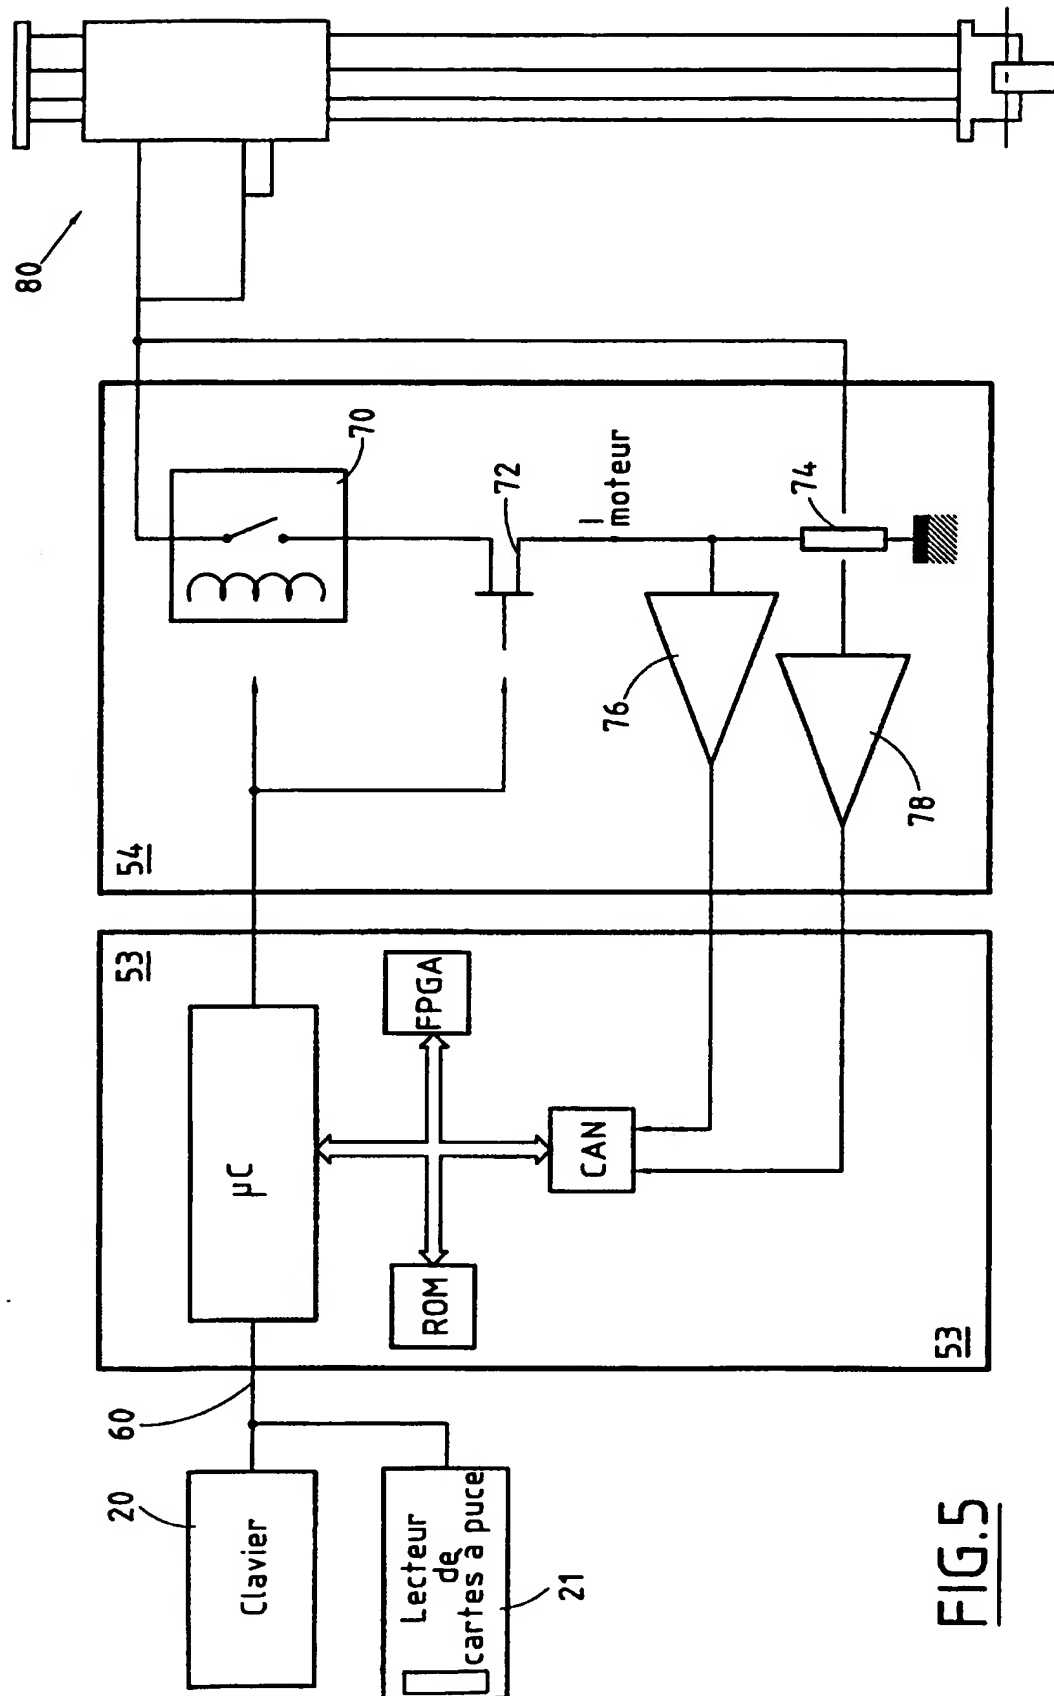 20
Clavier
Lecteur
de
cartes à puce
21
60
53
µC
ROM
FPGA
CAN
53
54
70
72
I
moteur
74
76
78
80
FIG.5